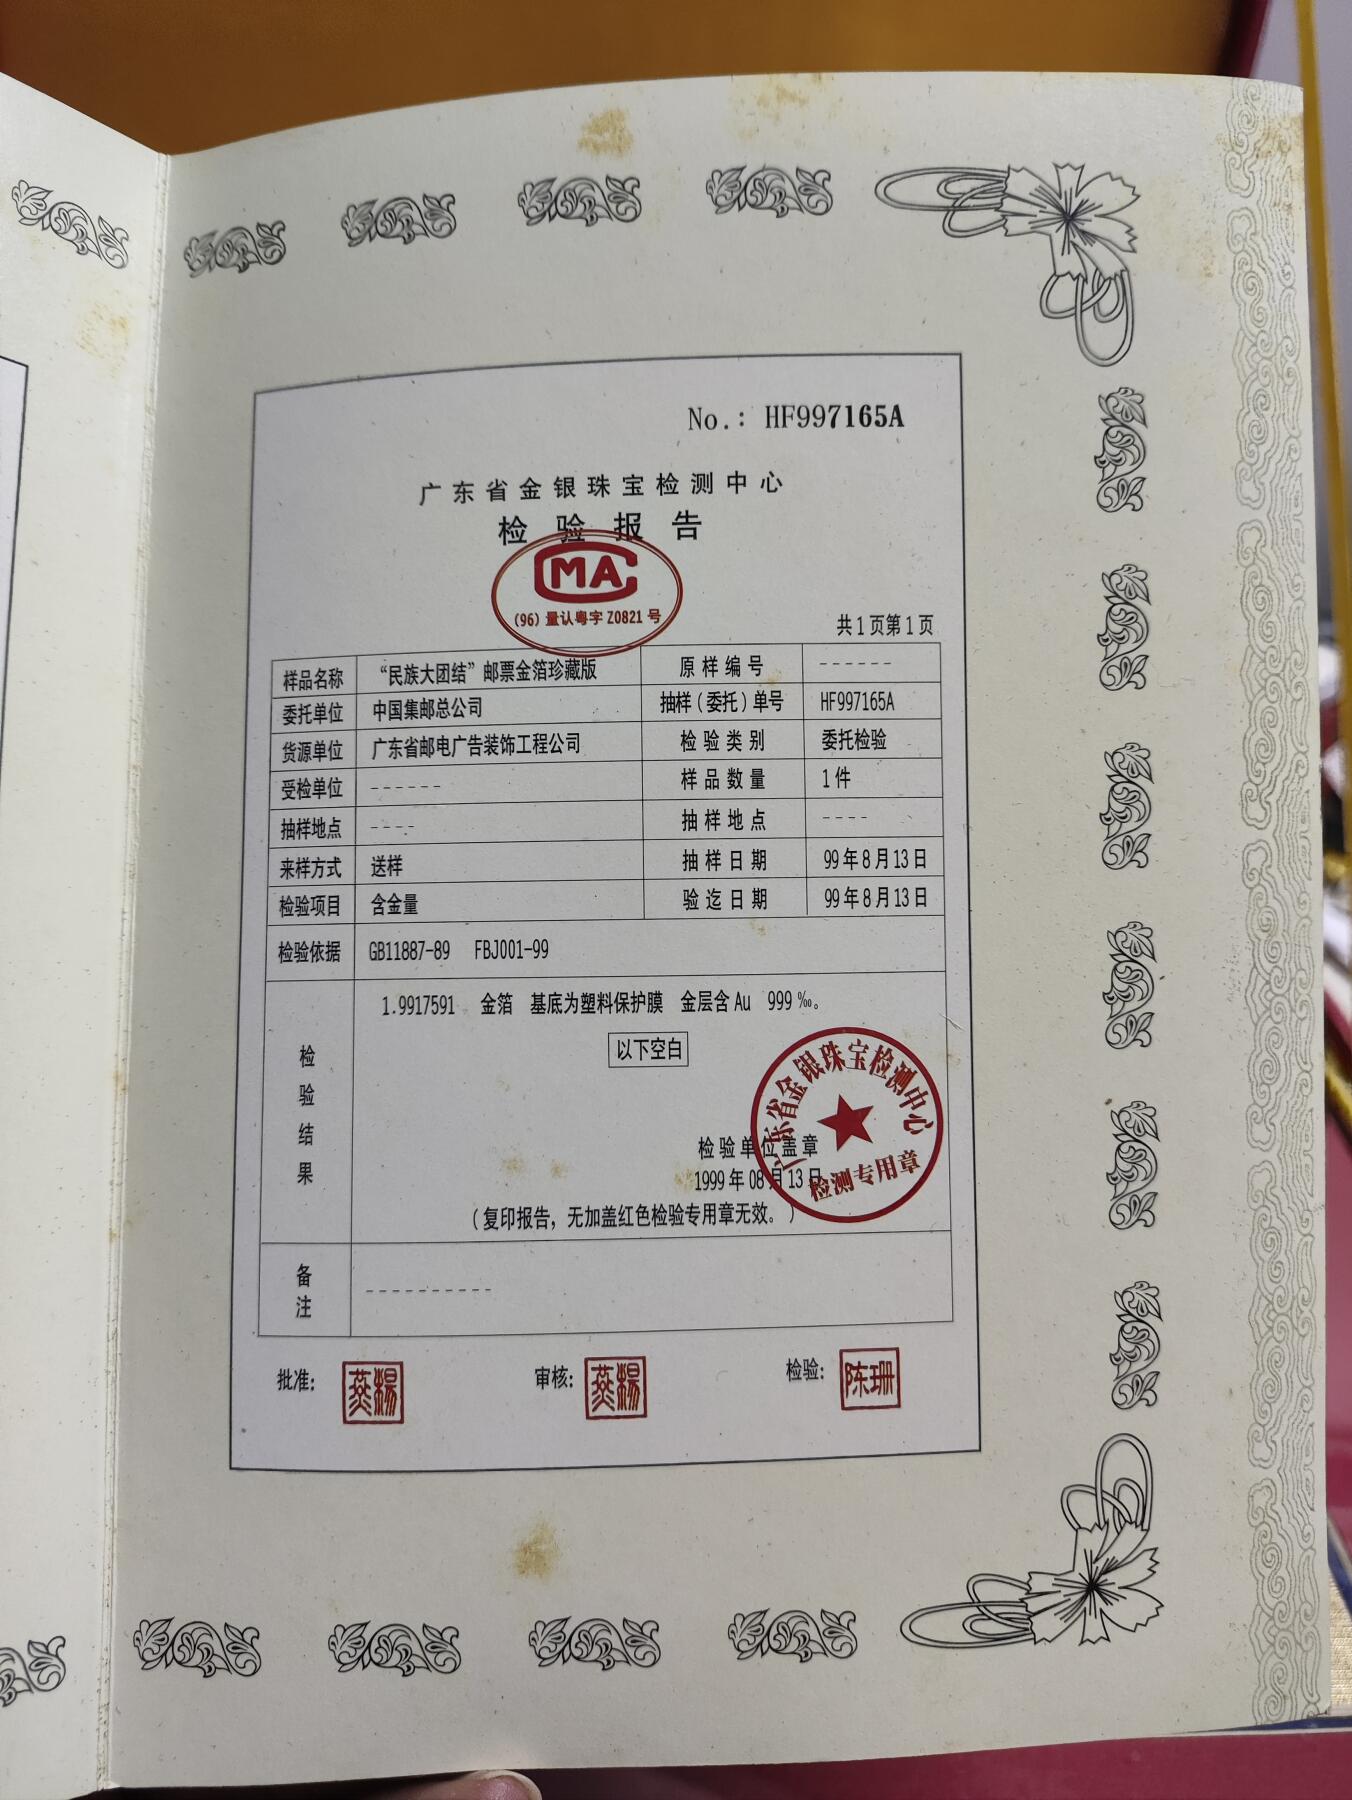 No.: HF997165A
广东省金银珠宝检测中心
检验报告
CMA
(96)量认粤字Z0821号
共1页第1页
样品名称 “民族大团结”邮票金箔珍藏版 原样编号 ------
委托单位 中国集邮总公司 抽样(委托)单号 HF997165A
货源单位 广东省邮电广告装饰工程公司 检验类别 委托检验
受检单位 ------ 样品数量 1件
抽样地点 ---- 抽样地点 ----
来样方式 送样 抽样日期 99年8月13日
检验项目 含金量 验迄日期 99年8月13日
检验依据 GB11887-89 FBJ001-99
检验结果 1.9917591 金箔 基底为塑料保护膜 金层含Au 999‰。
以下空白
广东省金银珠宝检测中心
检测专用章
检验单位盖章
1999年08月13日
(复印报告，无加盖红色检验专用章无效。)
备注 ----------
批准: 燕杨 审核: 燕杨 检验: 陈珊